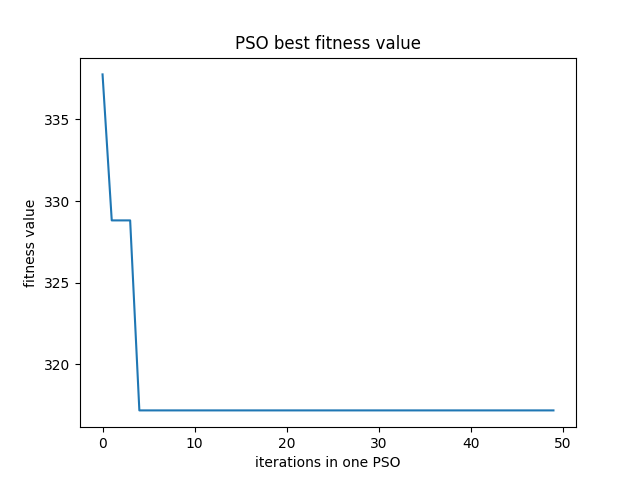 PSO best fitness value
335
330
325
320
fitness value
0 10 20 30 40 50
iterations in one PSO